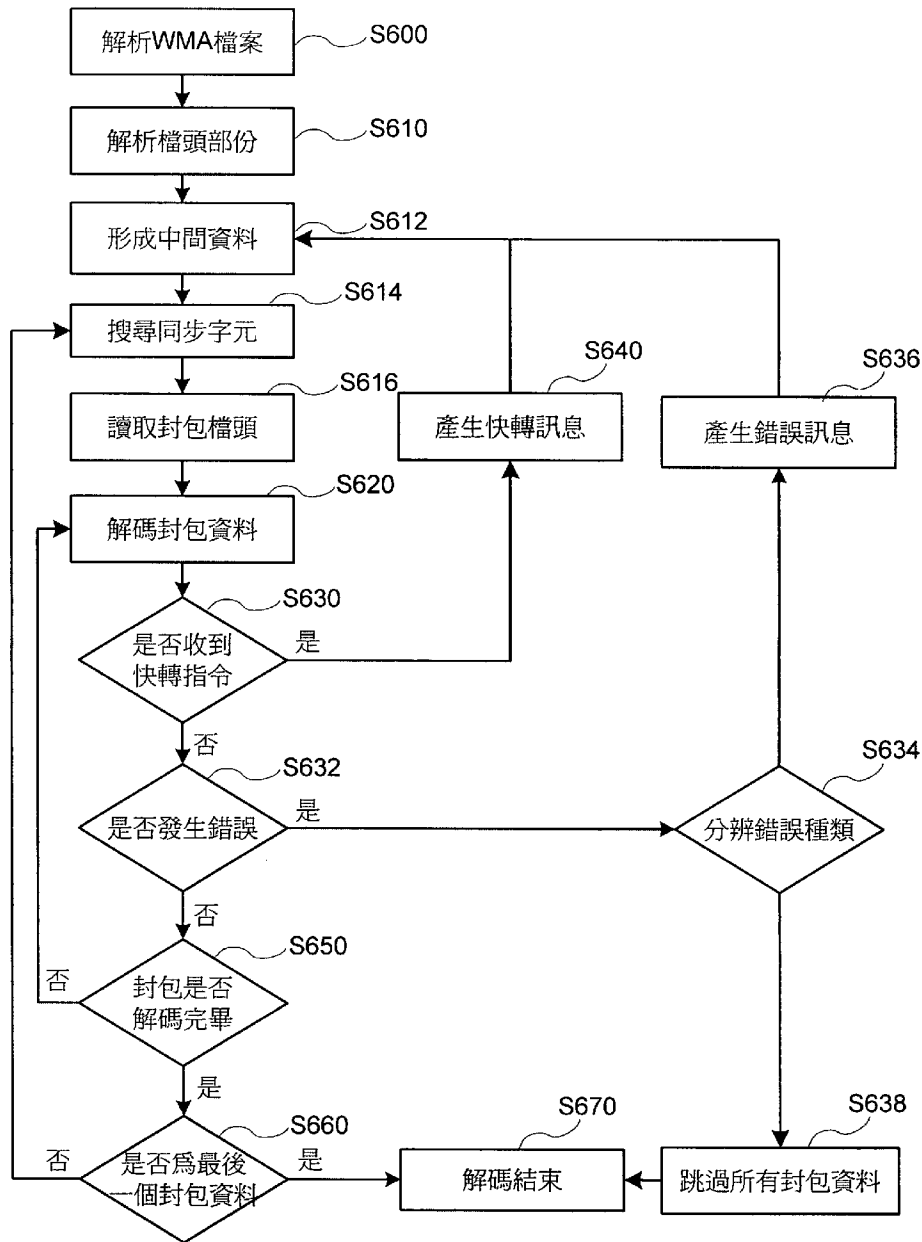 解析WMA檔案
S600
解析檔頭部份
S610
形成中間資料
S612
搜尋同步字元
S614
讀取封包檔頭
S616
產生快轉訊息
S640
產生錯誤訊息
S636
解碼封包資料
S620
是否收到
快轉指令
S630
是
否
是否發生錯誤
S632
是
分辨錯誤種類
S634
否
封包是否
解碼完畢
S650
否
是
是否爲最後
一個封包資料
S660
否
是
解碼結束
S670
跳過所有封包資料
S638